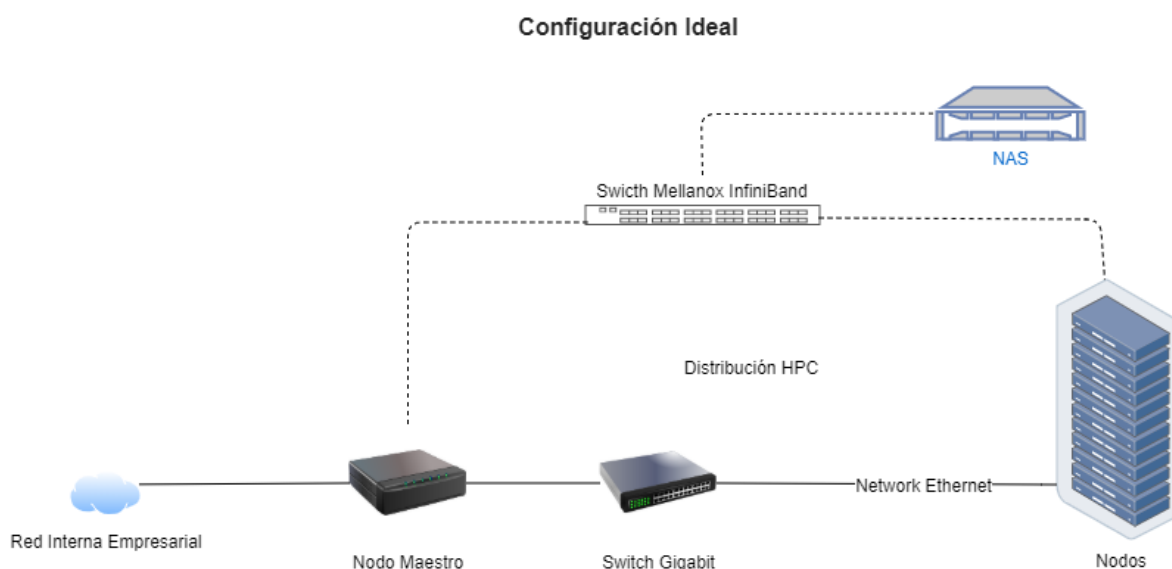 Configuración Ideal
NAS
Swicth Mellanox InfiniBand
Distribución HPC
Network Ethernet
Red Interna Empresarial
Nodo Maestro
Switch Gigabit
Nodos